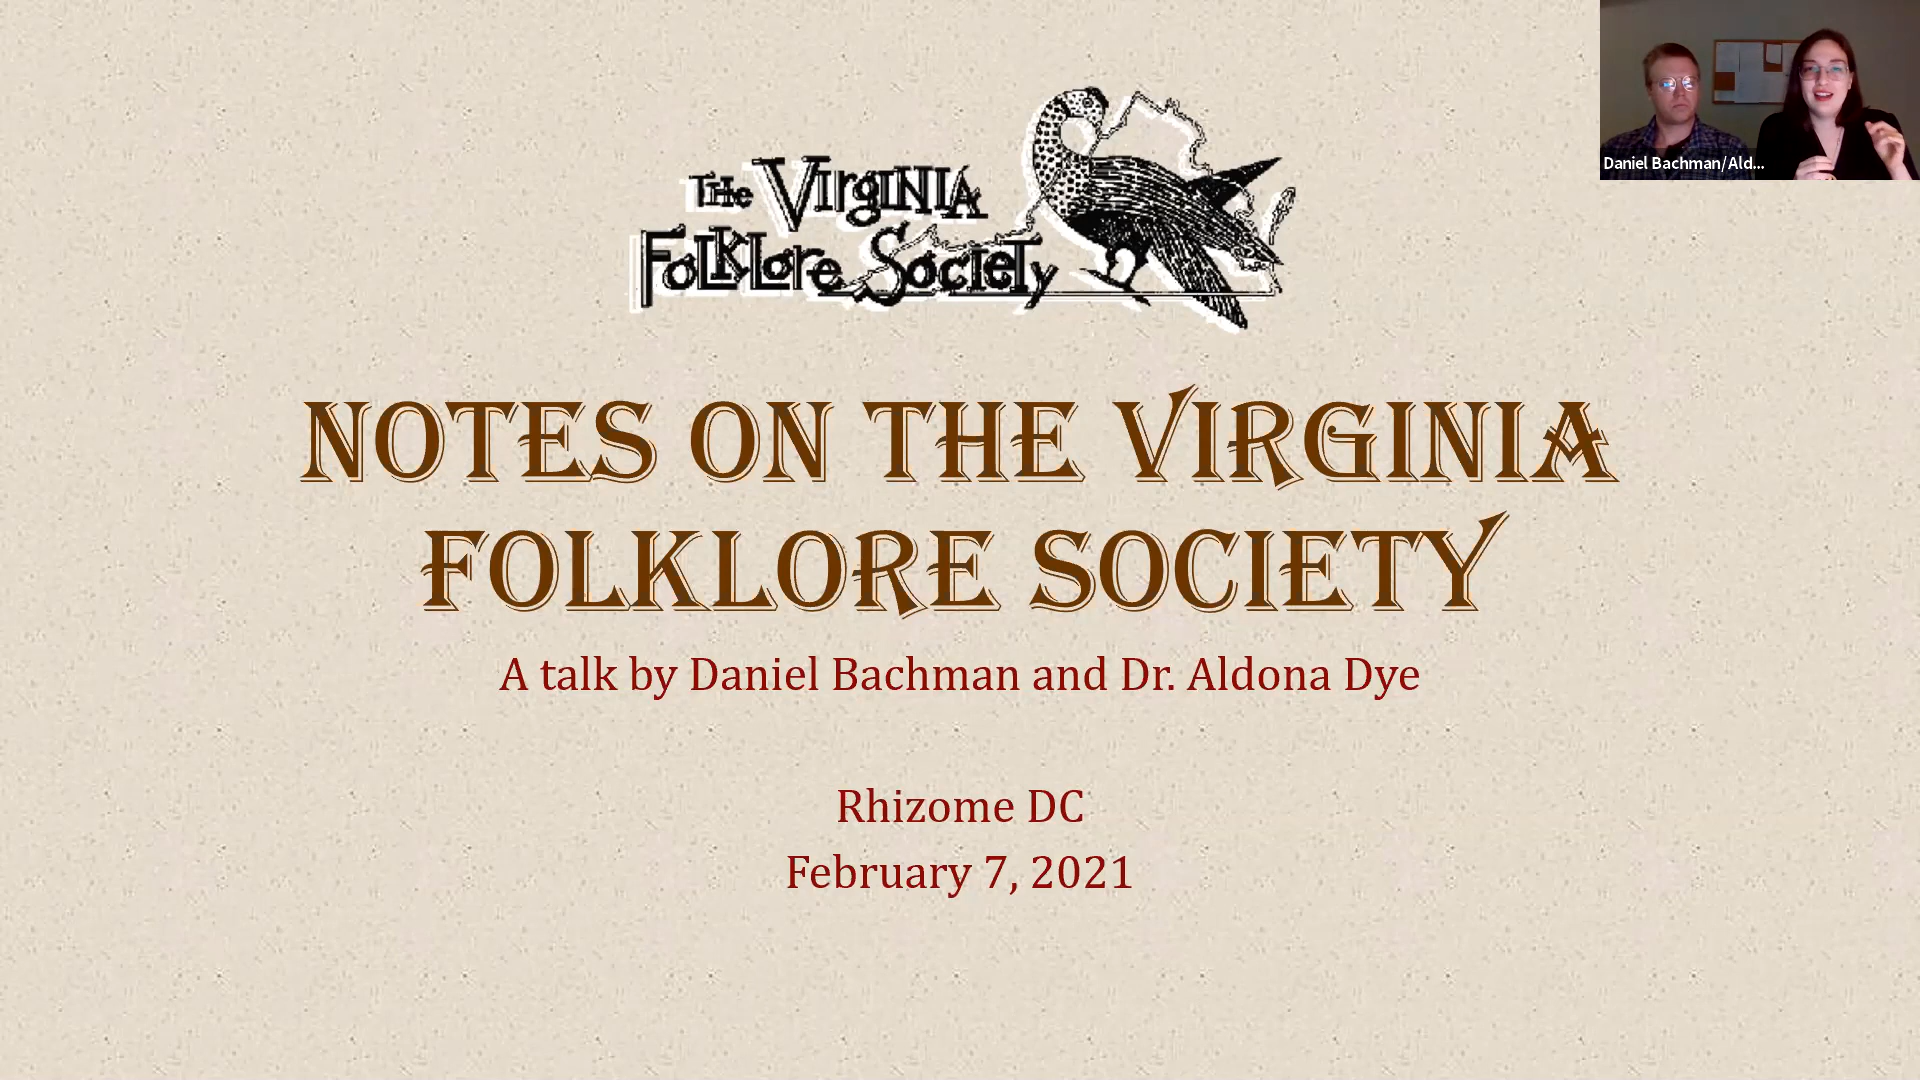 Daniel Bachman/Ald...
The Virginia
Folklore Society
NOTES ON THE VIRGINIA
FOLKLORE SOCIETY
A talk by Daniel Bachman and Dr. Aldona Dye
Rhizome DC
February 7, 2021